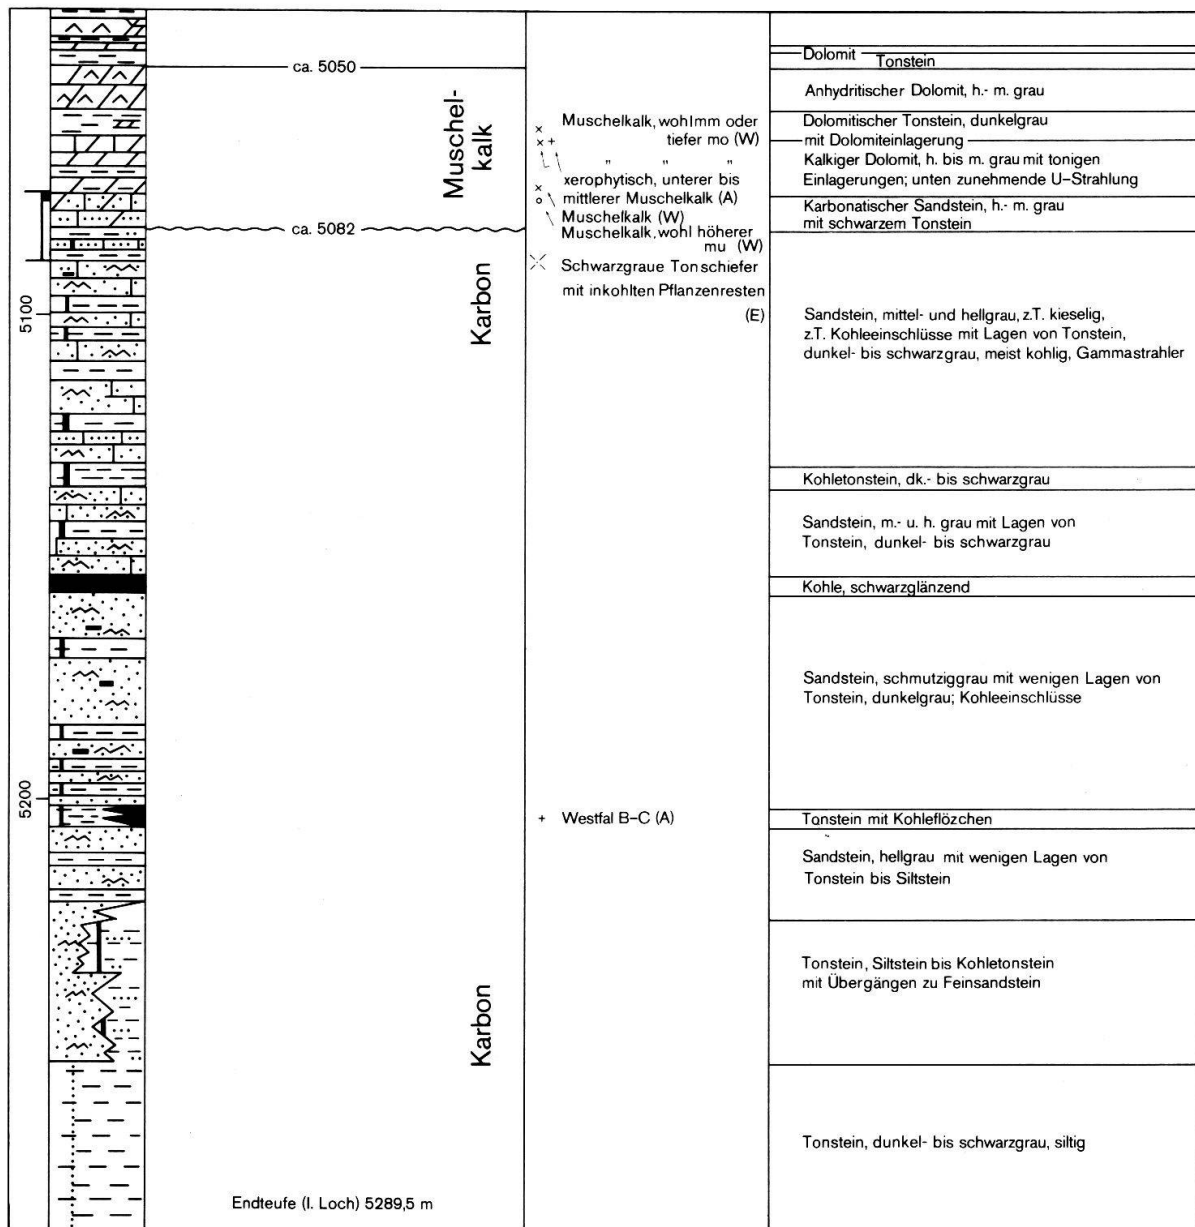 Dolomit
Tonstein
ca. 5050
Anhydritischer Dolomit, h.- m. grau
Muschel-
kalk
Muschelkalk, wohl mm oder
tiefer mo (W)
" " "
xerophytisch, unterer bis
mittlerer Muschelkalk (A)
Muschelkalk (W)
Muschelkalk, wohl höherer
mu (W)
Dolomitischer Tonstein, dunkelgrau
mit Dolomiteinlagerung
Kalkiger Dolomit, h. bis m. grau mit tonigen
Einlagerungen; unten zunehmende U-Strahlung
Karbonatischer Sandstein, h.- m. grau
mit schwarzem Tonstein
ca. 5082
Karbon
Schwarzgraue Tonschiefer
mit inkohlten Pflanzenresten
(E)
5100
Sandstein, mittel- und hellgrau, z.T. kieselig,
z.T. Kohleeinschlüsse mit Lagen von Tonstein,
dunkel- bis schwarzgrau, meist kohlig, Gammastrahler
Kohletonstein, dk.- bis schwarzgrau
Sandstein, m.- u. h. grau mit Lagen von
Tonstein, dunkel- bis schwarzgrau
Kohle, schwarzglänzend
Sandstein, schmutziggrau mit wenigen Lagen von
Tonstein, dunkelgrau; Kohleeinschlüsse
5200
+ Westfal B-C (A)
Tonstein mit Kohleflözchen
Sandstein, hellgrau mit wenigen Lagen von
Tonstein bis Siltstein
Karbon
Tonstein, Siltstein bis Kohletonstein
mit Übergängen zu Feinsandstein
Tonstein, dunkel- bis schwarzgrau, siltig
Endteufe (I. Loch) 5289,5 m